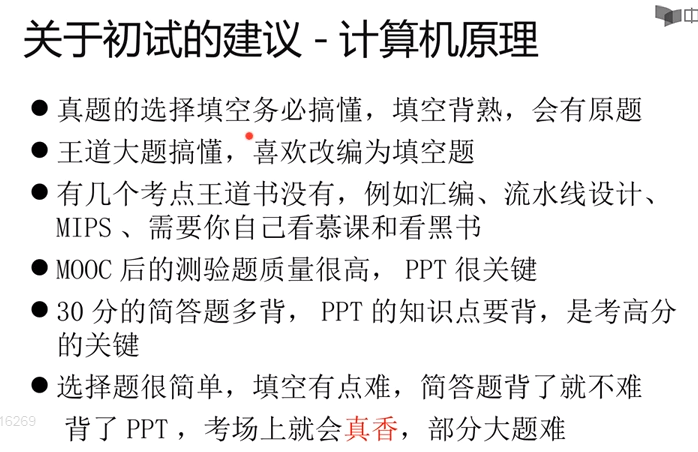 关于初试的建议 - 计算机原理
中
● 真题的选择填空务必搞懂，填空背熟，会有原题
● 王道大题搞懂，喜欢改编为填空题
● 有几个考点王道书没有，例如汇编、流水线设计、
MIPS 、需要你自己看慕课和看黑书
● MOOC 后的测验题质量很高， PPT 很关键
● 30 分的简答题多背， PPT 的知识点要背，是考高分
的关键
● 选择题很简单，填空有点难，简答题背了就不难
背了 PPT ，考场上就会真香，部分大题难
16269